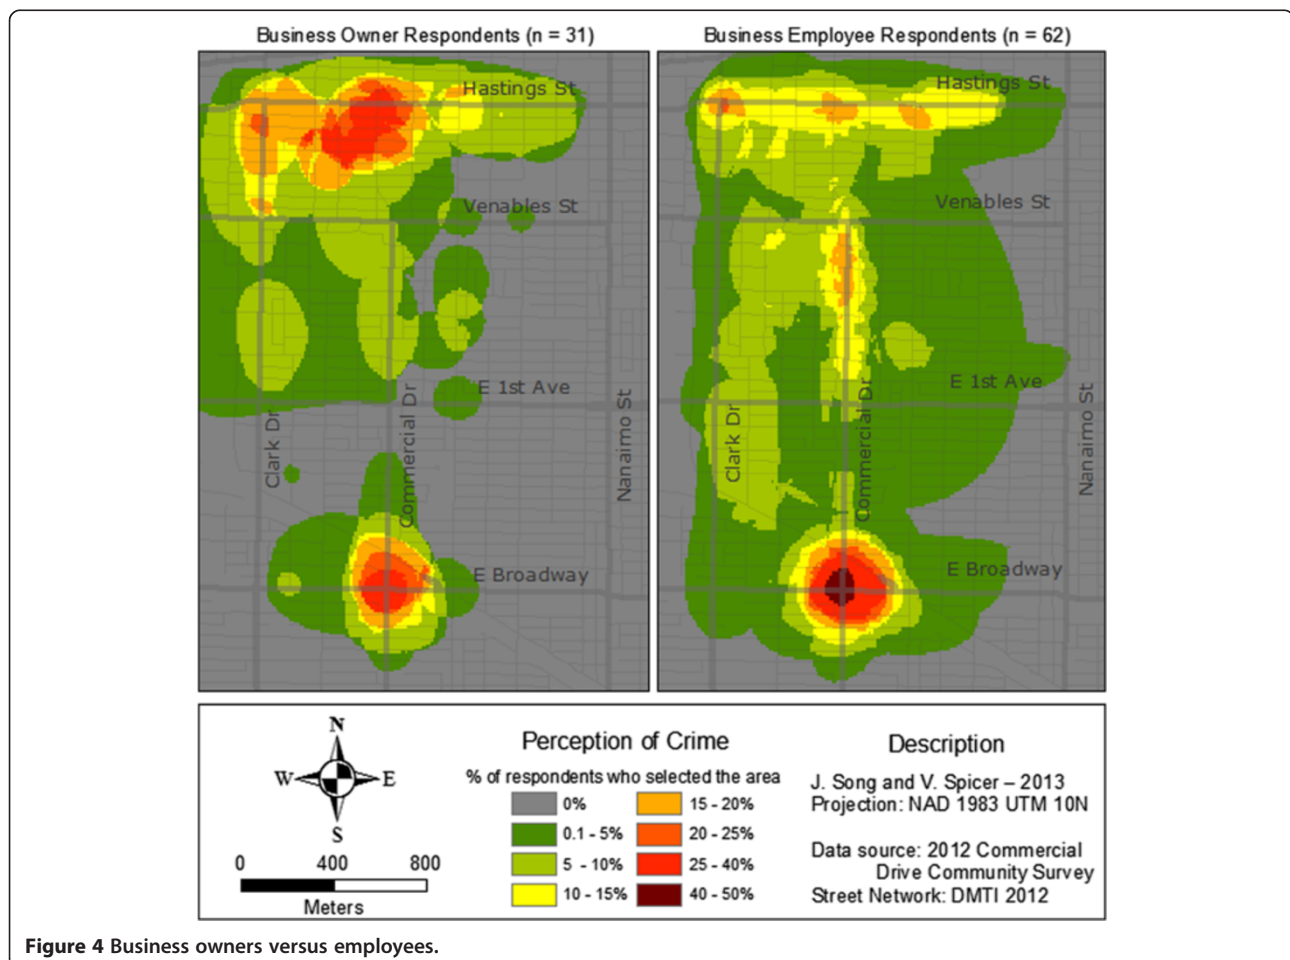 Business Owner Respondents (n = 31)
Business Employee Respondents (n = 62)
Hastings St
Venables St
E 1st Ave
Clark Dr
Commercial Dr
Nanaimo St
E Broadway
Hastings St
Venables St
E 1st Ave
Clark Dr
Commercial Dr
Nanaimo St
E Broadway
N
W E
S
0 400 800
Meters
Perception of Crime
% of respondents who selected the area
0%
0.1 - 5%
5 - 10%
10 - 15%
15 - 20%
20 - 25%
25 - 40%
40 - 50%
Description
J. Song and V. Spicer – 2013
Projection: NAD 1983 UTM 10N
Data source: 2012 Commercial
Drive Community Survey
Street Network: DMTI 2012
Figure 4 Business owners versus employees.